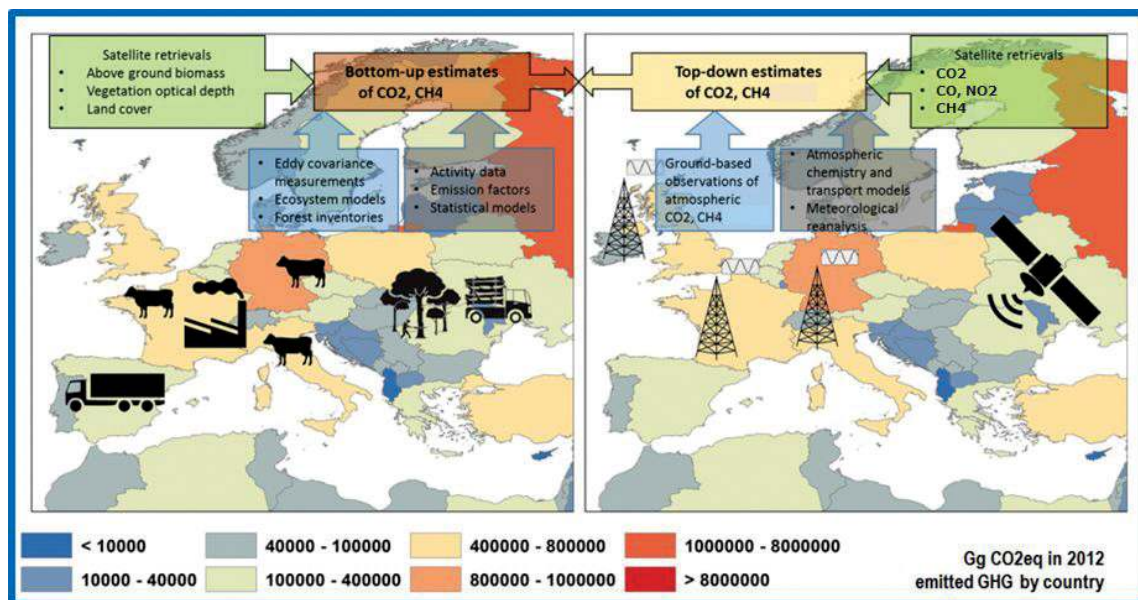 Satellite retrievals
• Above ground biomass
• Vegetation optical depth
• Land cover
Bottom-up estimates
of CO2, CH4
• Eddy covariance
measurements
• Ecosystem models
• Forest inventories
• Activity data
• Emission factors
• Statistical models
Top-down estimates
of CO2, CH4
Satellite retrievals
• CO2
• CO, NO2
• CH4
Ground-based
observations of
atmospheric
CO2, CH4
• Atmospheric
chemistry and
transport models
• Meteorological
reanalysis
< 10000
40000 - 100000
400000 - 800000
1000000 - 8000000
10000 - 40000
100000 - 400000
800000 - 1000000
> 8000000
Gg CO2eq in 2012
emitted GHG by country